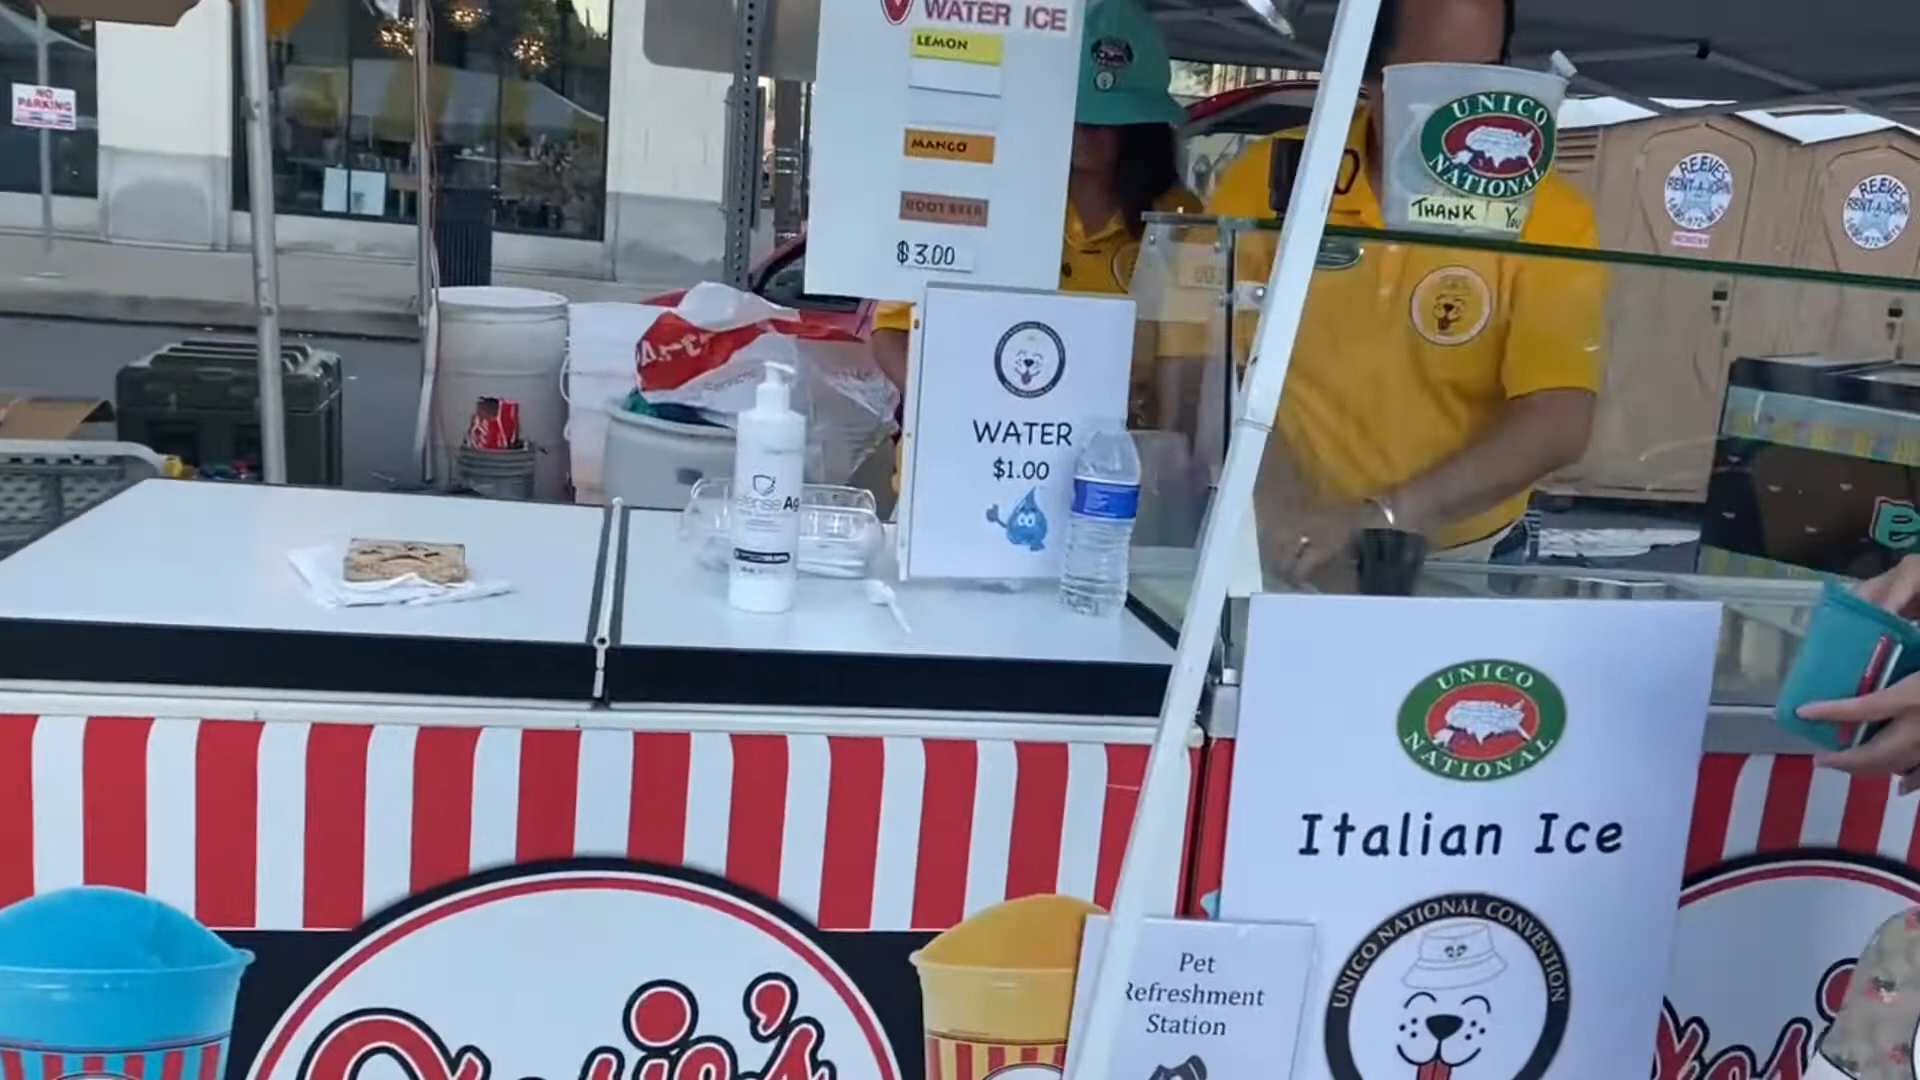 WATER ICE
LEMON
MANGO
ROOT BEER
$3.00
NO
PARKING
UNICO
NATIONAL
THANK YOU
REEVES
RENT-A-JOHN
REEVES
RENT-A-JOHN
WATER
$1.00
UNICO
NATIONAL
Italian Ice
UNICO NATIONAL CONVENTION
Pet
Refreshment
Station